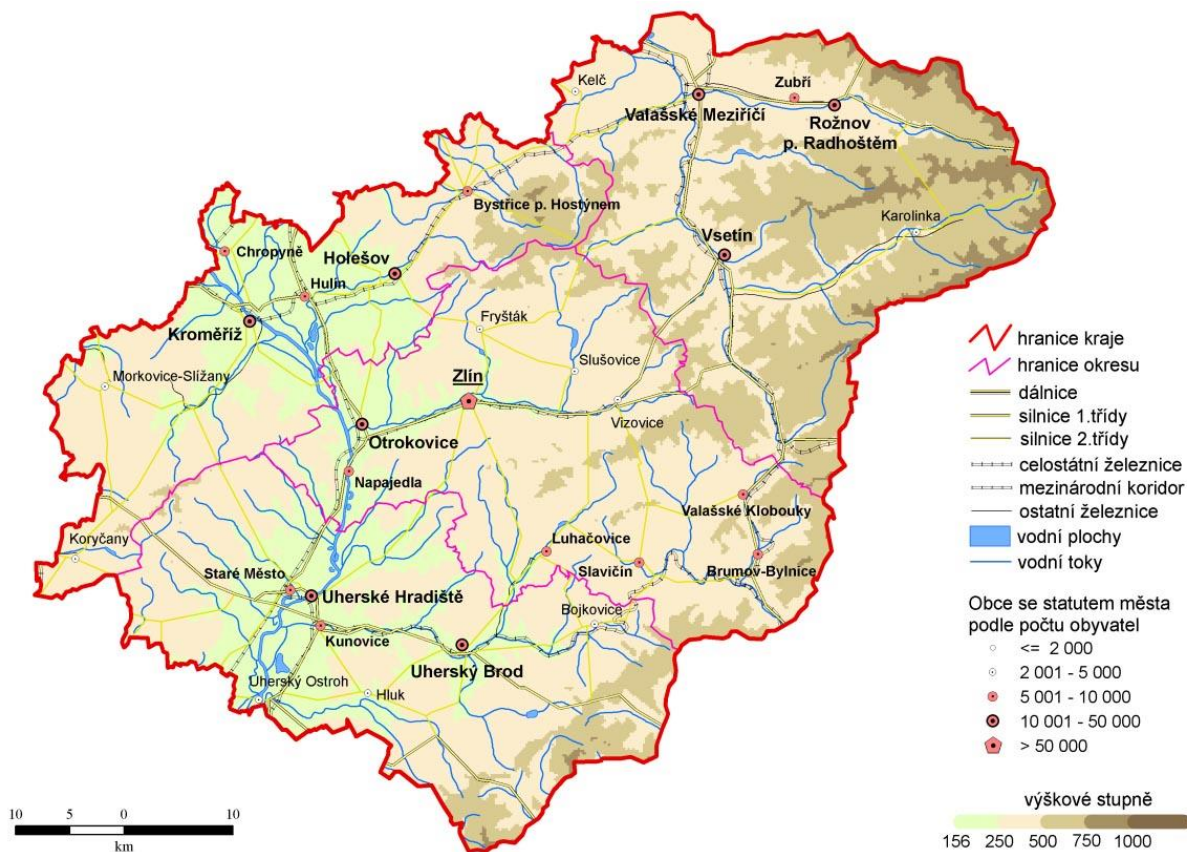 Kelč
Zubří
Valašské Meziříčí
Rožnov
p. Radhoštěm
Bystřice p. Hostýnem
Karolinka
Chropyně
Holešov
Vsetín
Hulín
Kroměříž
Fryšták
Slušovice
Morkovice-Slížany
Zlín
Vizovice
Otrokovice
Napajedla
Valašské Klobouky
Koryčany
Luhačovice
Slavičín
Brumov-Bylnice
Staré Město
Uherské Hradiště
Bojkovice
Kunovice
Uherský Brod
Uherský Ostroh
Hluk
hranice kraje
hranice okresu
dálnice
silnice 1.třídy
silnice 2.třídy
celostátní železnice
mezinárodní koridor
ostatní železnice
vodní plochy
vodní toky
Obce se statutem města
podle počtu obyvatel
<= 2 000
2 001 - 5 000
5 001 - 10 000
10 001 - 50 000
> 50 000
výškové stupně
156 250 500 750 1000
10 5 0 10
km